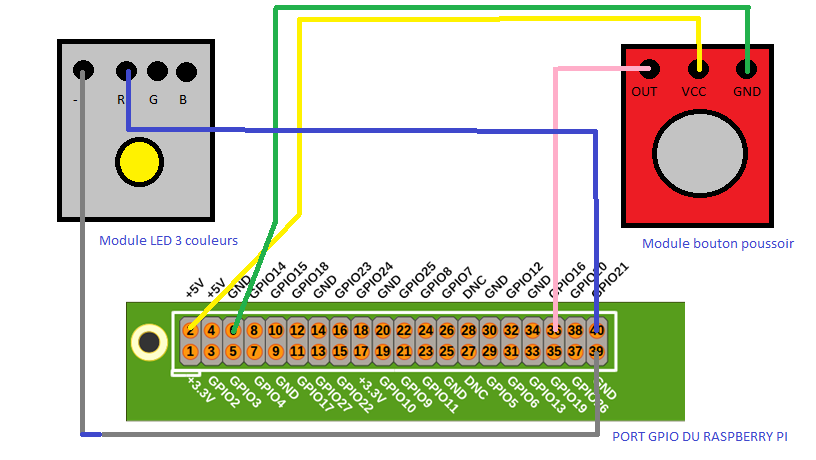 - R G B
OUT VCC GND
Module LED 3 couleurs
Module bouton poussoir
+5V +5V GND GPIO14 GPIO15 GPIO18 GND GPIO23 GPIO24 GND GPIO25 GPIO8 GPIO7 DNC GND GPIO12 GND GPIO16 GPIO20 GPIO21
2 4 6 8 10 12 14 16 18 20 22 24 26 28 30 32 34 36 38 40
1 3 5 7 9 11 13 15 17 19 21 23 25 27 29 31 33 35 37 39
+3.3V GPIO2 GPIO3 GPIO4 GND GPIO17 GPIO27 GPIO22 +3.3V GPIO10 GPIO9 GPIO11 GND DNC GPIO5 GPIO6 GPIO13 GPIO19 GPIO26 GND
PORT GPIO DU RASPBERRY PI